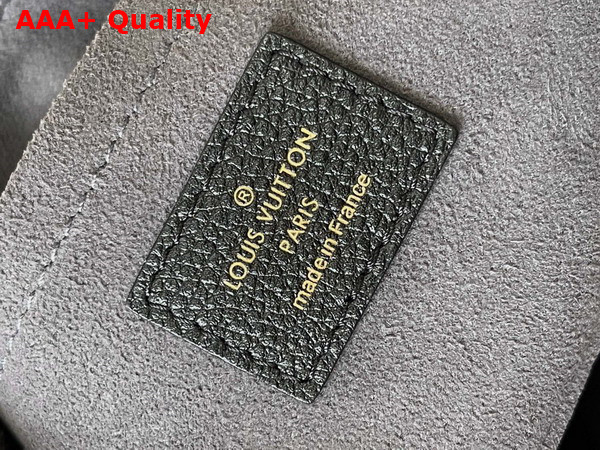 AAA+ Quality
®
LOUIS VUITTON
PARIS
made in France